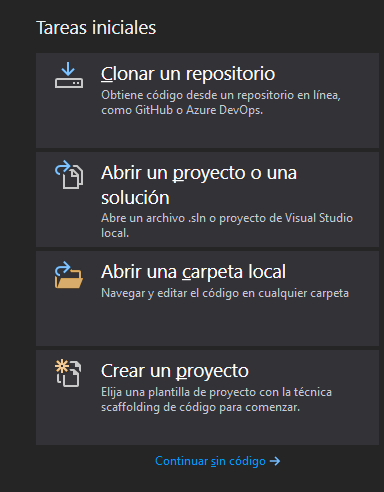 Tareas iniciales
Clonar un repositorio
Obtiene código desde un repositorio en línea,
como GitHub o Azure DevOps.
Abrir un proyecto o una
solución
Abre un archivo .sln o proyecto de Visual Studio
local.
Abrir una carpeta local
Navegar y editar el código en cualquier carpeta
Crear un proyecto
Elija una plantilla de proyecto con la técnica
scaffolding de código para comenzar.
Continuar sin código →